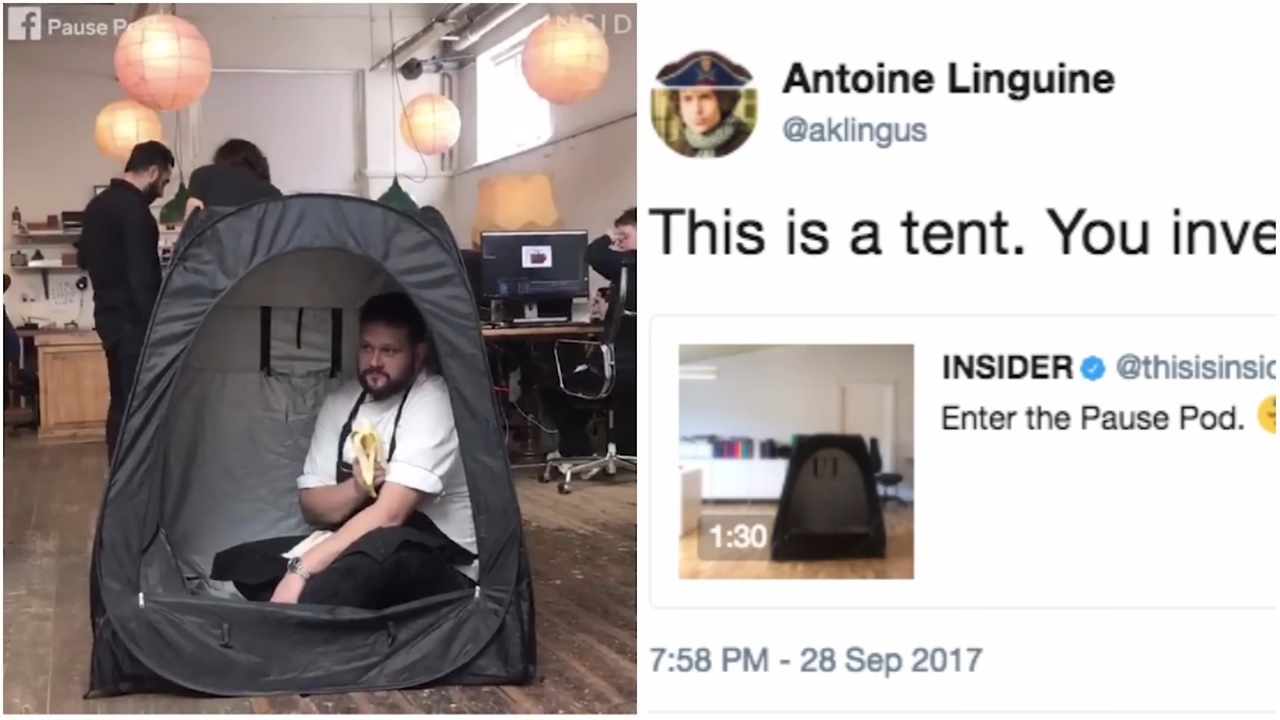 Pause Po
INSID
Antoine Linguine
@aklingus
This is a tent. You inve
INSIDER @thisisinsid
Enter the Pause Pod.
1:30
7:58 PM - 28 Sep 2017